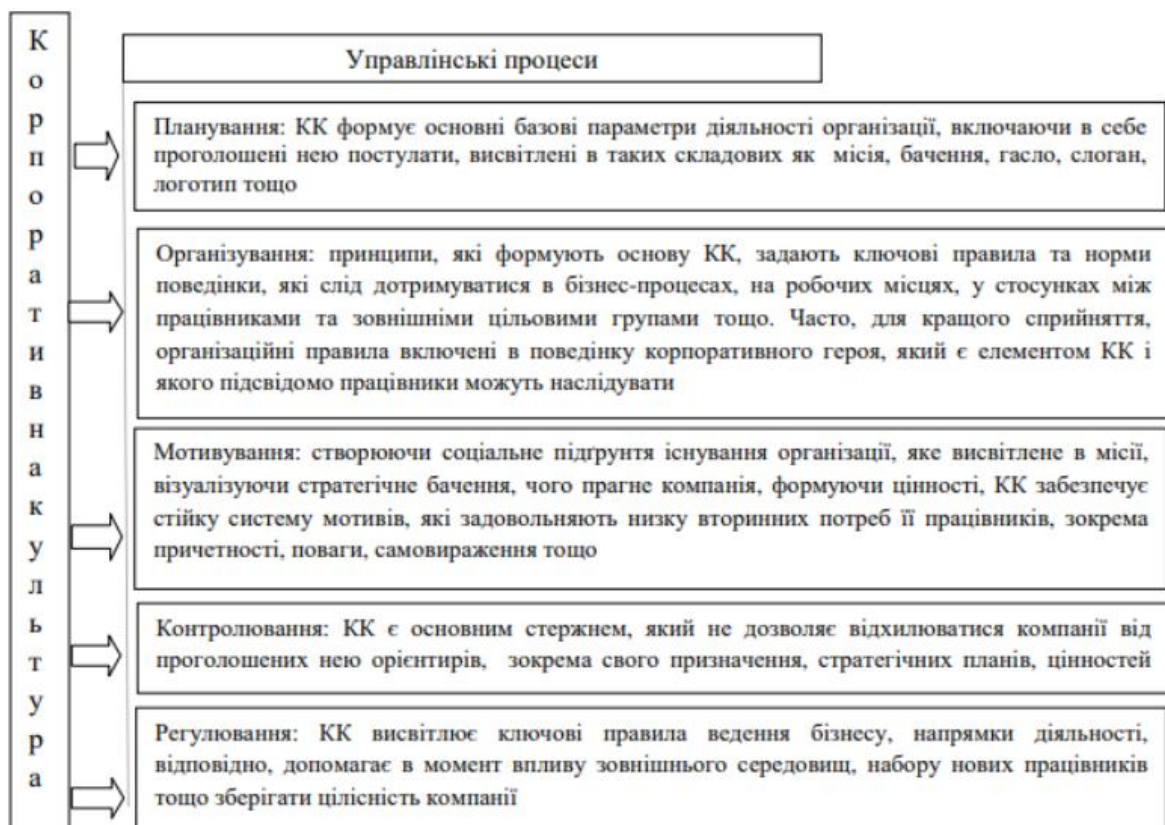 Корпоративна культура
Управлінські процеси
Планування: КК формує основні базові параметри діяльності організації, включаючи в себе
проголошені нею постулати, висвітлені в таких складових як місія, бачення, гасло, слоган,
логотип тощо
Організування: принципи, які формують основу КК, задають ключові правила та норми
поведінки, які слід дотримуватися в бізнес-процесах, на робочих місцях, у стосунках між
працівниками та зовнішніми цільовими групами тощо. Часто, для кращого сприйняття,
організаційні правила включені в поведінку корпоративного героя, який є елементом КК і
якого підсвідомо працівники можуть наслідувати
Мотивування: створюючи соціальне підґрунтя існування організації, яке висвітлене в місії,
візуалізуючи стратегічне бачення, чого прагне компанія, формуючи цінності, КК забезпечує
стійку систему мотивів, які задовольняють низку вторинних потреб її працівників, зокрема
причетності, поваги, самовираження тощо
Контролювання: КК є основним стержнем, який не дозволяє відхилюватися компанії від
проголошених нею орієнтирів, зокрема свого призначення, стратегічних планів, цінностей
Регулювання: КК висвітлює ключові правила ведення бізнесу, напрямки діяльності,
відповідно, допомагає в момент впливу зовнішнього середовищ, набору нових працівників
тощо зберігати цілісність компанії